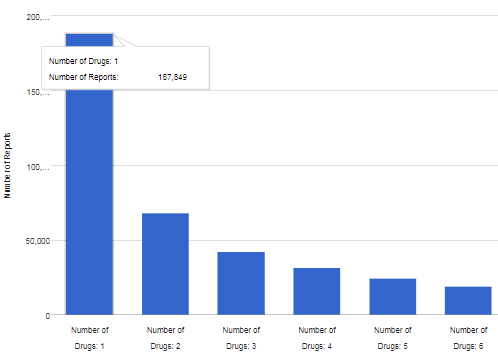 200,...
Number of Drugs: 1
Number of Reports: 187,849
150,...
100,...
50,000
0
Number of Reports
Number of Drugs: 1
Number of Drugs: 2
Number of Drugs: 3
Number of Drugs: 4
Number of Drugs: 5
Number of Drugs: 6